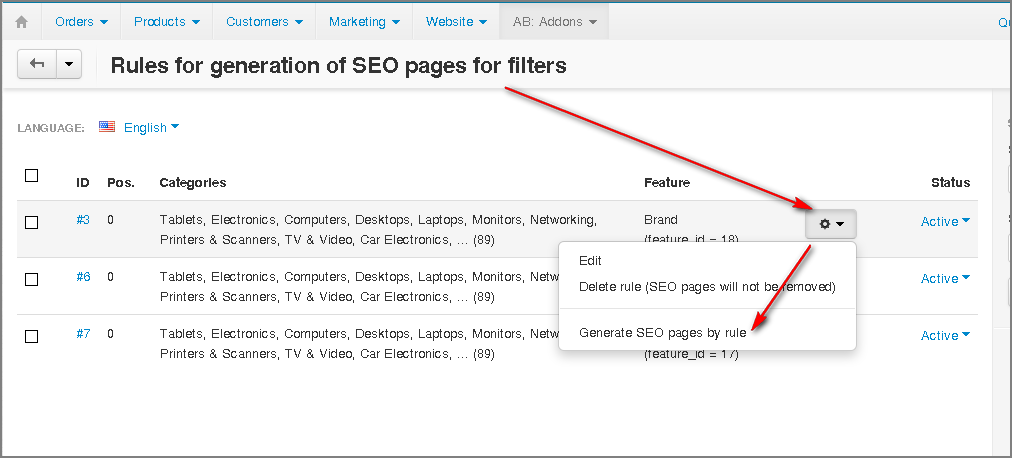 Orders Products Customers Marketing Website AB: Addons
Rules for generation of SEO pages for filters
LANGUAGE: English
ID Pos. Categories Feature Status
#3 0 Tablets, Electronics, Computers, Desktops, Laptops, Monitors, Networking, Brand Active
Printers & Scanners, TV & Video, Car Electronics, ... (89) (feature_id = 18)
Edit
#6 0 Tablets, Electronics, Computers, Desktops, Laptops, Monitors, Active
Delete rule (SEO pages will not be removed)
Printers & Scanners, TV & Video, Car Electronics, ... (89)
#7 0 Tablets, Electronics, Computers, Desktops, Laptops, Monitors, Active
Generate SEO pages by rule
Printers & Scanners, TV & Video, Car Electronics, ... (89) (feature_id = 17)